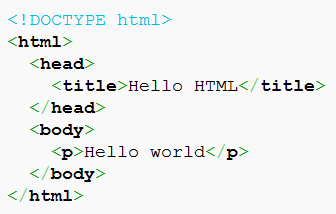 <!DOCTYPE html>
<html>
  <head>
    <title>Hello HTML</title>
  </head>
  <body>
    <p>Hello world</p>
  </body>
</html>